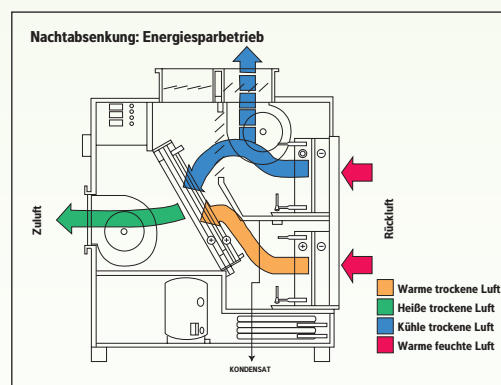 Nachtabsenkung: Energiesparbetrieb
Zuluft
Rückluft
Warme trockene Luft
Heiße trockene Luft
Kühle trockene Luft
Warme feuchte Luft
KONDENSAT